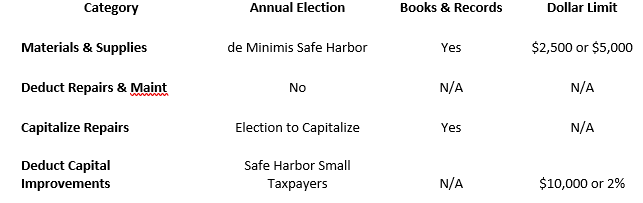 Category Annual Election Books & Records Dollar Limit
Materials & Supplies de Minimis Safe Harbor Yes $2,500 or $5,000
Deduct Repairs & Maint No N/A N/A
Capitalize Repairs Election to Capitalize Yes N/A
Deduct Capital Safe Harbor Small
Improvements Taxpayers N/A $10,000 or 2%